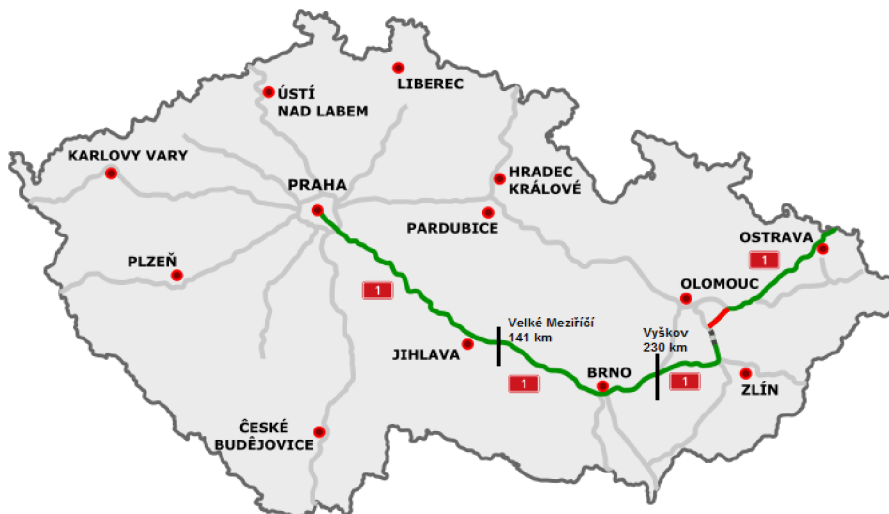 LIBEREC
ÚSTÍ
NAD LABEM
KARLOVY VARY
PRAHA
HRADEC
KRÁLOVÉ
PARDUBICE
PLZEŇ
OSTRAVA
1
OLOMOUC
1
Velké Meziříčí
141 km
Vyškov
230 km
JIHLAVA
BRNO
1
1
ZLÍN
ČESKÉ
BUDĚJOVICE